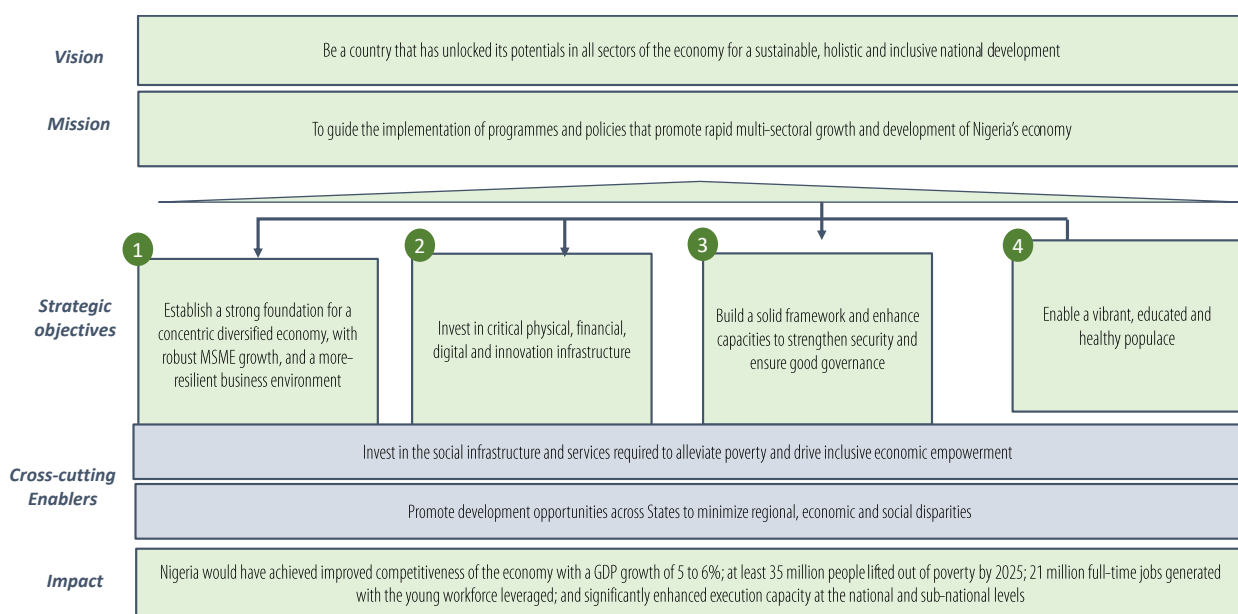 Vision
Be a country that has unlocked its potentials in all sectors of the economy for a sustainable, holistic and inclusive national development
Mission
To guide the implementation of programmes and policies that promote rapid multi-sectoral growth and development of Nigeria's economy
Strategic
objectives
1
Establish a strong foundation for a
concentric diversified economy, with
robust MSME growth, and a more-
resilient business environment
2
Invest in critical physical, financial,
digital and innovation infrastructure
3
Build a solid framework and enhance
capacities to strengthen security and
ensure good governance
4
Enable a vibrant, educated and
healthy populace
Cross-cutting
Enablers
Invest in the social infrastructure and services required to alleviate poverty and drive inclusive economic empowerment
Promote development opportunities across States to minimize regional, economic and social disparities
Impact
Nigeria would have achieved improved competitiveness of the economy with a GDP growth of 5 to 6%; at least 35 million people lifted out of poverty by 2025; 21 million full-time jobs generated
with the young workforce leveraged; and significantly enhanced execution capacity at the national and sub-national levels